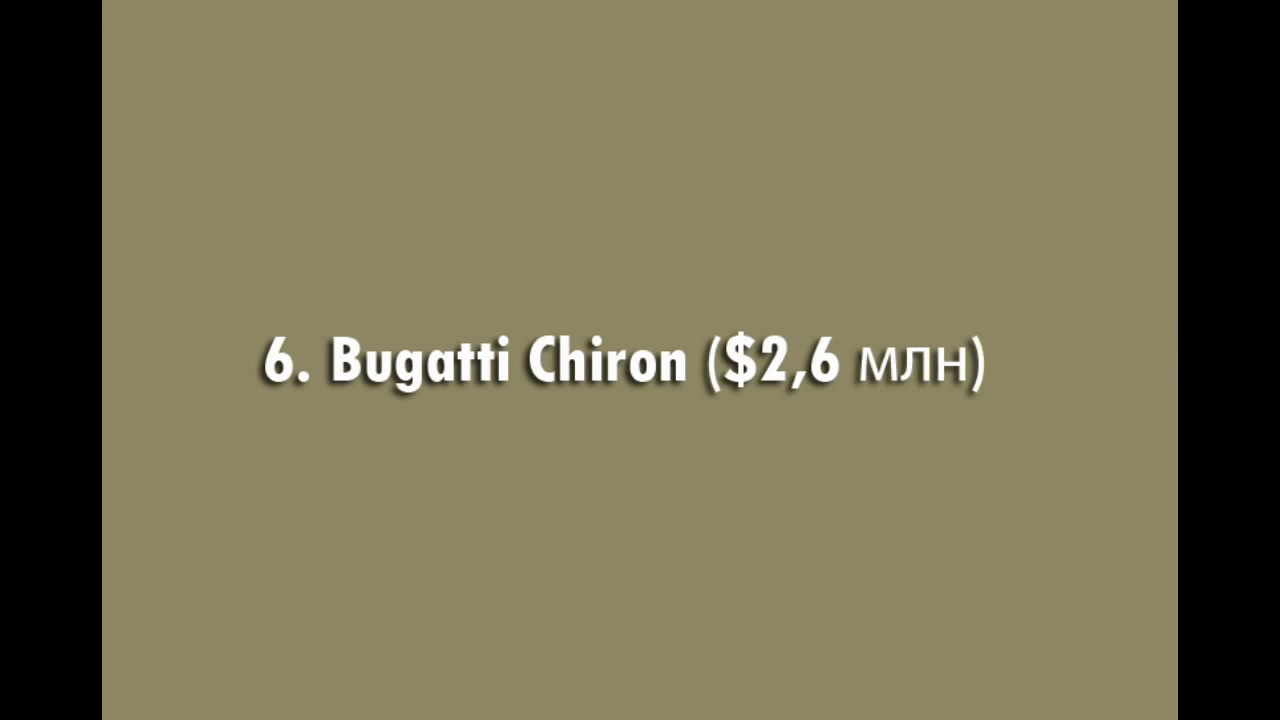 6. Bugatti Chiron ($2,6 млн)